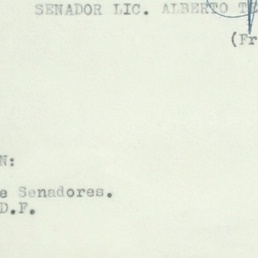 SENADOR LIC. ALBERTO
(Fr
N:
e Senadores.
D.F.